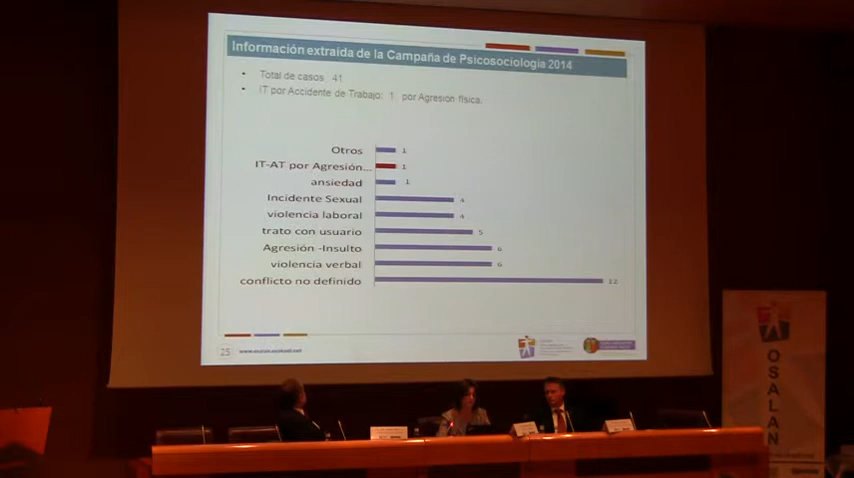 Información extraída de la Campaña de Psicosociología 2014
• Total de casos 41
• IT por Accidente de Trabajo: 1 por Agresión física.
Otros 1
IT-AT por Agresión... 1
ansiedad 1
Incidente Sexual 4
violencia laboral 4
trato con usuario 5
Agresión -Insulto 6
violencia verbal 6
conflicto no definido 12
25
OSALAN